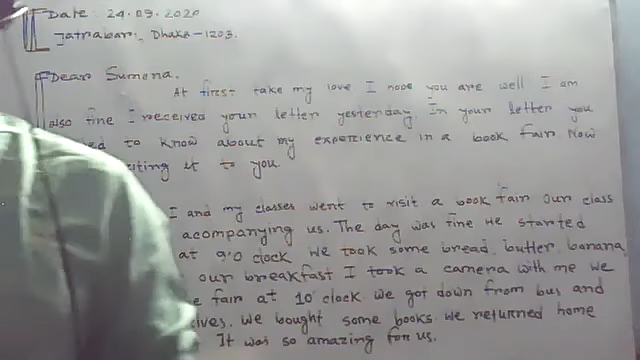 Date: 24.09.2020
Jatrabari, Dhaka-1203.
Dear Sumena.
At first take my love I hope you are well I am
also fine I received your letter yesterday. In your letter you
to know about my experience in a book fair Now
it to you.
I and my classes went to visit a book fair Our class
acompanying us. The day was fine We started
at 9:0 clock. We took some bread, butter, banana
our breakfast I took a camera with me We
fair at 10 clock we got down from bus and
We bought some books. We returned home
It was so amazing for us.